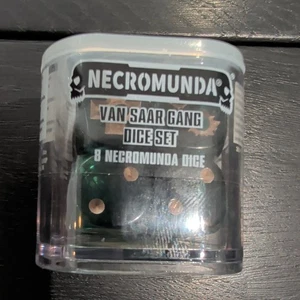 NECROMUNDA®
VAN SAAR GANG
DICE SET
8 NECROMUNDA DICE